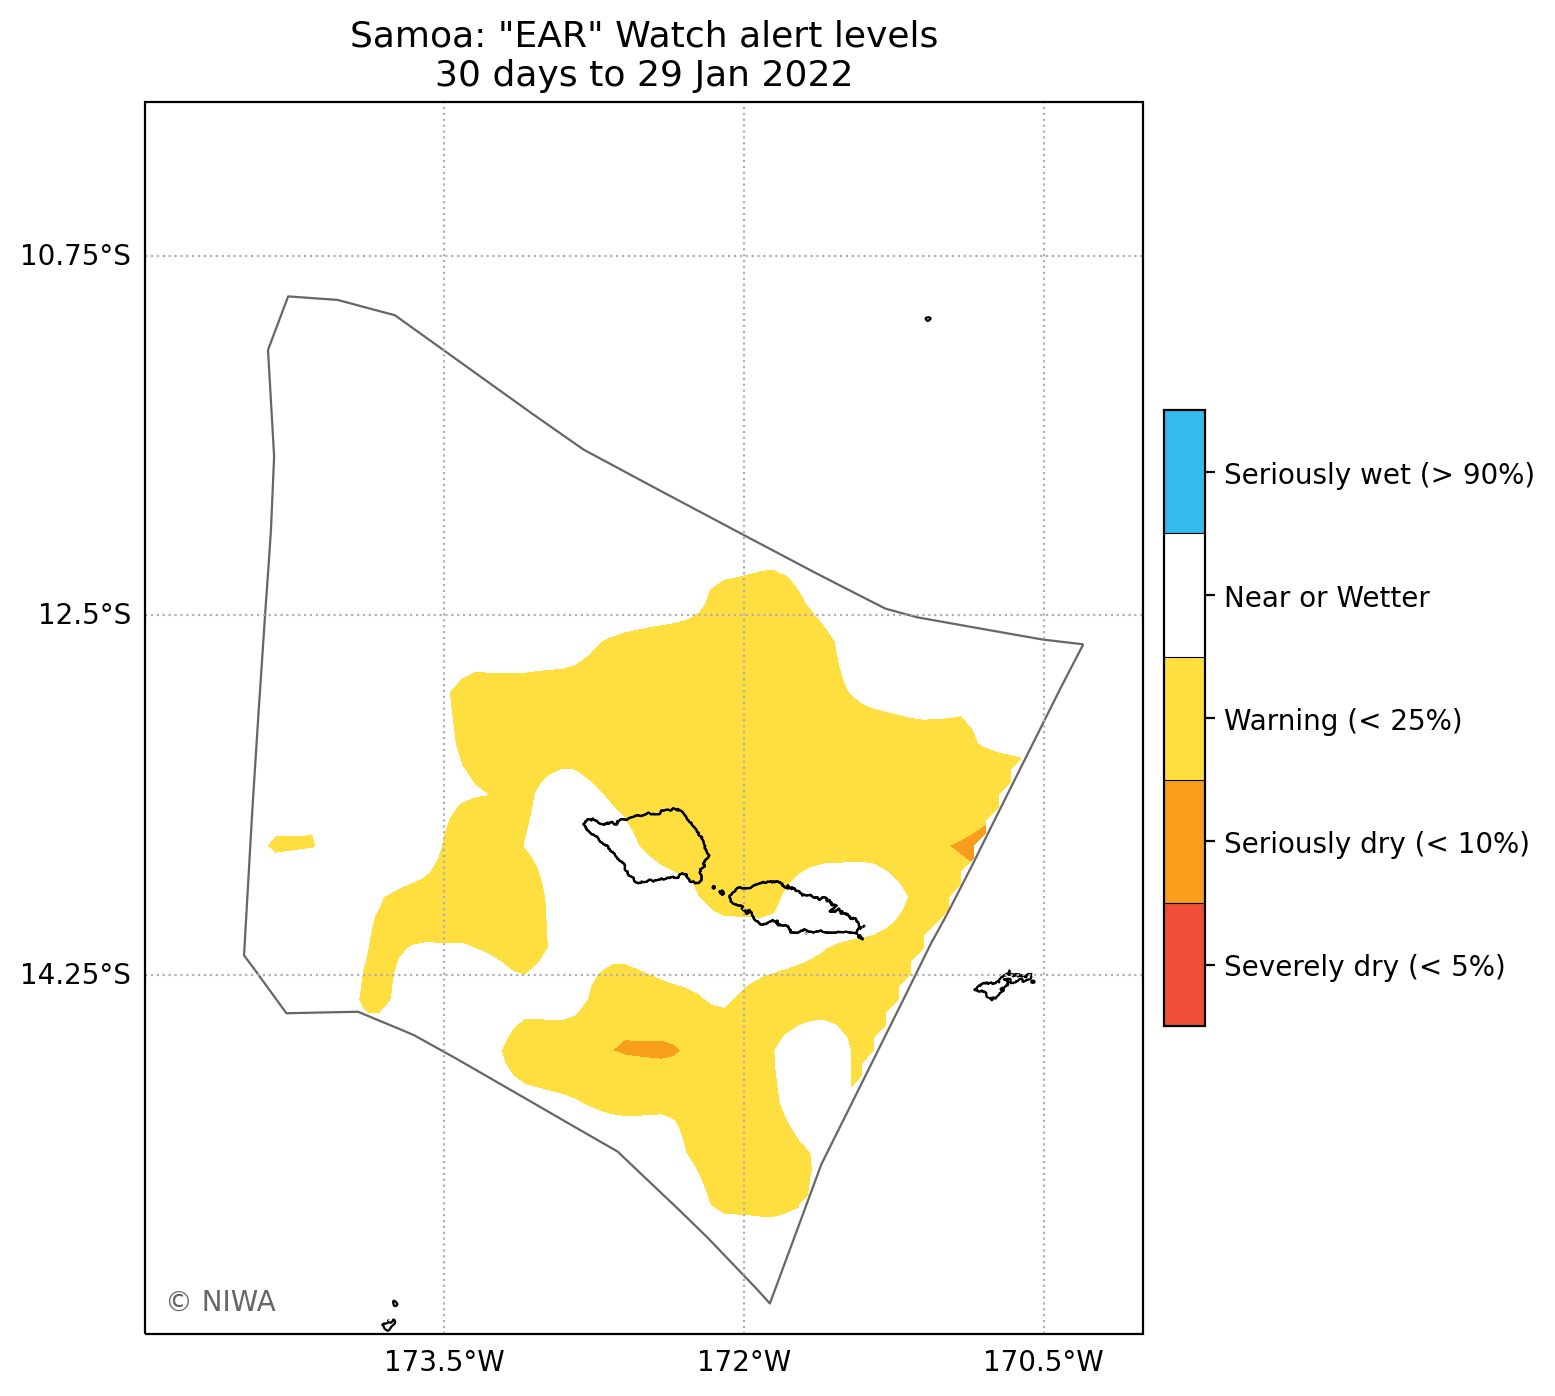 Samoa: "EAR" Watch alert levels
30 days to 29 Jan 2022
10.75°S
12.5°S
14.25°S
173.5°W
172°W
170.5°W
Seriously wet (> 90%)
Near or Wetter
Warning (< 25%)
Seriously dry (< 10%)
Severely dry (< 5%)
© NIWA